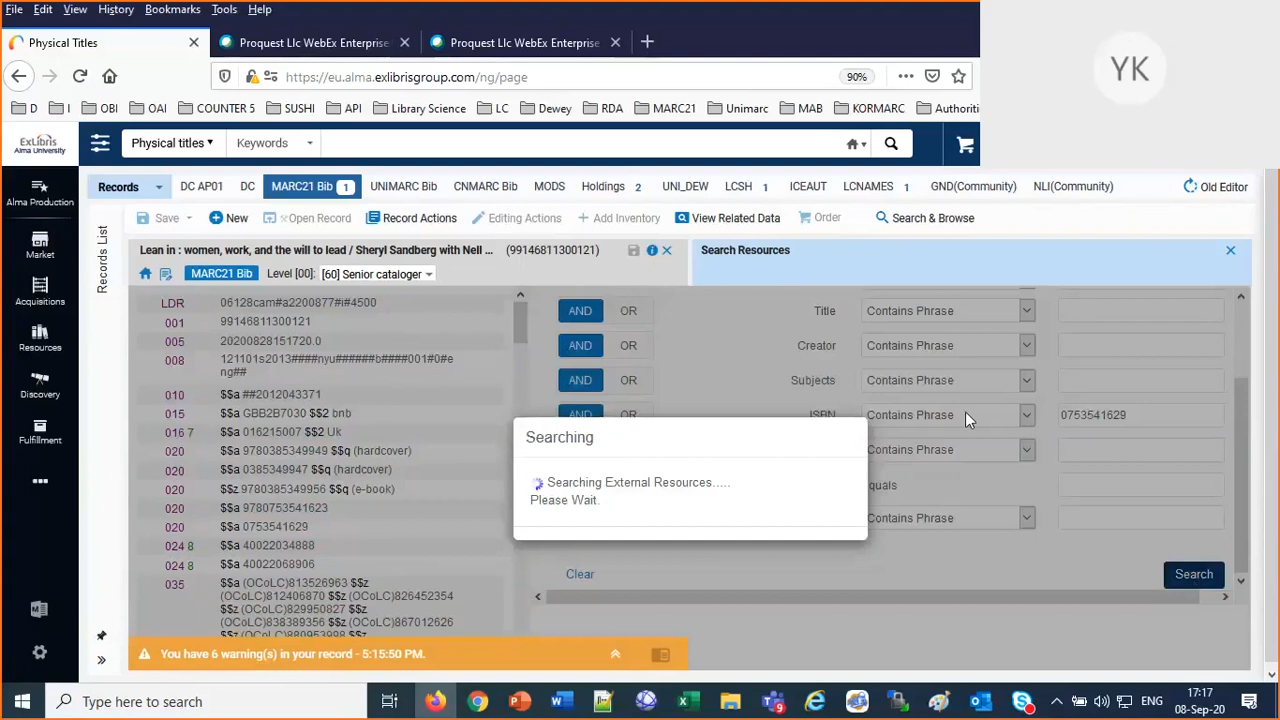 File Edit View History Bookmarks Tools Help
Physical Titles Proquest Llc WebEx Enterprise Proquest Llc WebEx Enterprise
YK
https://eu.alma.exlibrisgroup.com/ng/page 90%
D I OBI OAI COUNTER 5 SUSHI API Library Science LC Dewey RDA MARC21 Unimarc MAB KORMARC Authoriti
ExLibris
Alma University
Physical titles Keywords
Records DC AP01 DC MARC21 Bib 1 UNIMARC Bib CNMARC Bib MODS Holdings 2 UNI_DEW LCSH 1 ICEAUT LCNAMES 1 GND(Community) NLI(Community) Old Editor
Alma Production
Save New Open Record Record Actions Editing Actions Add Inventory View Related Data Order Search & Browse
Market
Acquisitions
Resources
Discovery
Fulfillment
Records List
Lean in : women, work, and the will to lead / Sheryl Sandberg with Nell ... (99146811300121)
MARC21 Bib Level [00]: [60] Senior cataloger
LDR 06128cam#a2200877#i#4500
001 99146811300121
005 20200828151720.0
008 121101s2013####nyu######b####001#0#e
ng##
010 $$a ##2012043371
015 $$a GBB2B7030 $$2 bnb
016 7 $$a 016215007 $$2 Uk
020 $$a 9780385349949 $$q (hardcover)
020 $$a 0385349947 $$q (hardcover)
020 $$z 9780385349956 $$q (e-book)
020 $$a 9780753541623
020 $$a 0753541629
024 8 $$a 40022034888
024 8 $$a 40022068906
035 $$a (OCoLC)813526963 $$z
(OCoLC)812406870 $$z (OCoLC)826452354
$$z (OCoLC)829950827 $$z
(OCoLC)838389356 $$z (OCoLC)867012626
$$z (OCoLC)880953998 $$z
You have 6 warning(s) in your record - 5:15:50 PM.
Search Resources
AND OR Title Contains Phrase
AND OR Creator Contains Phrase
AND OR Subjects Contains Phrase
AND OR ISBN Contains Phrase 0753541629
Contains Phrase
quals
Contains Phrase
Clear Search
Searching
Searching External Resources.....
Please Wait.
Type here to search
ENG 17:17
08-Sep-20